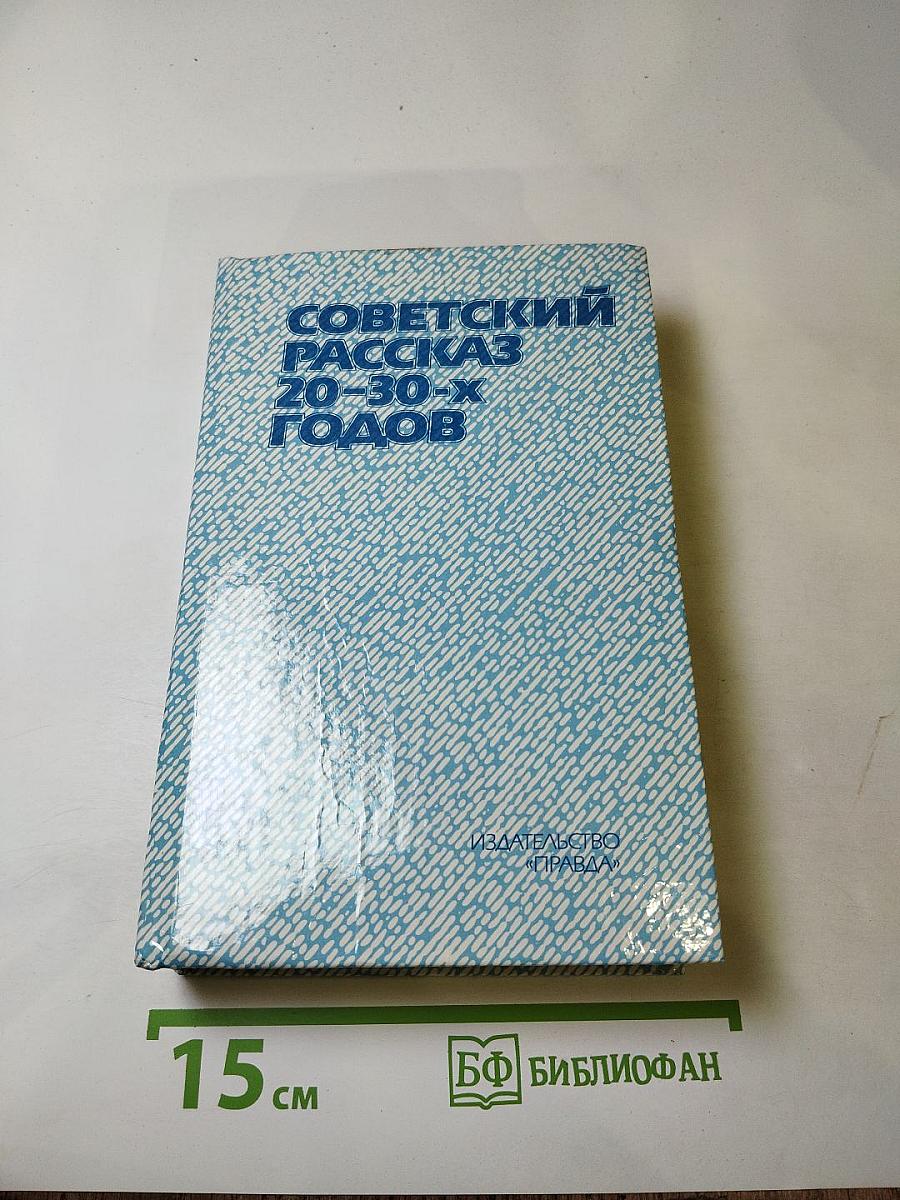 СОВЕТСКИЙ
РАССКАЗ
20–30-х
ГОДОВ
ИЗДАТЕЛЬСТВО
«ПРАВДА»
15 см
БФ БИБЛИОФАН